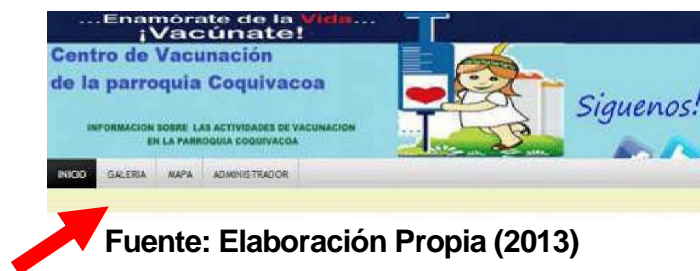 ...Enamórate de la Vida...
¡Vacúnate!
Centro de Vacunación
de la parroquia Coquivacoa
INFORMACION SOBRE LAS ACTIVIDADES DE VACUNACION
EN LA PARROQUIA COQUIVACOA
Siguenos!
INICIO GALERIA MAPA ADMINISTRADOR
Fuente: Elaboración Propia (2013)